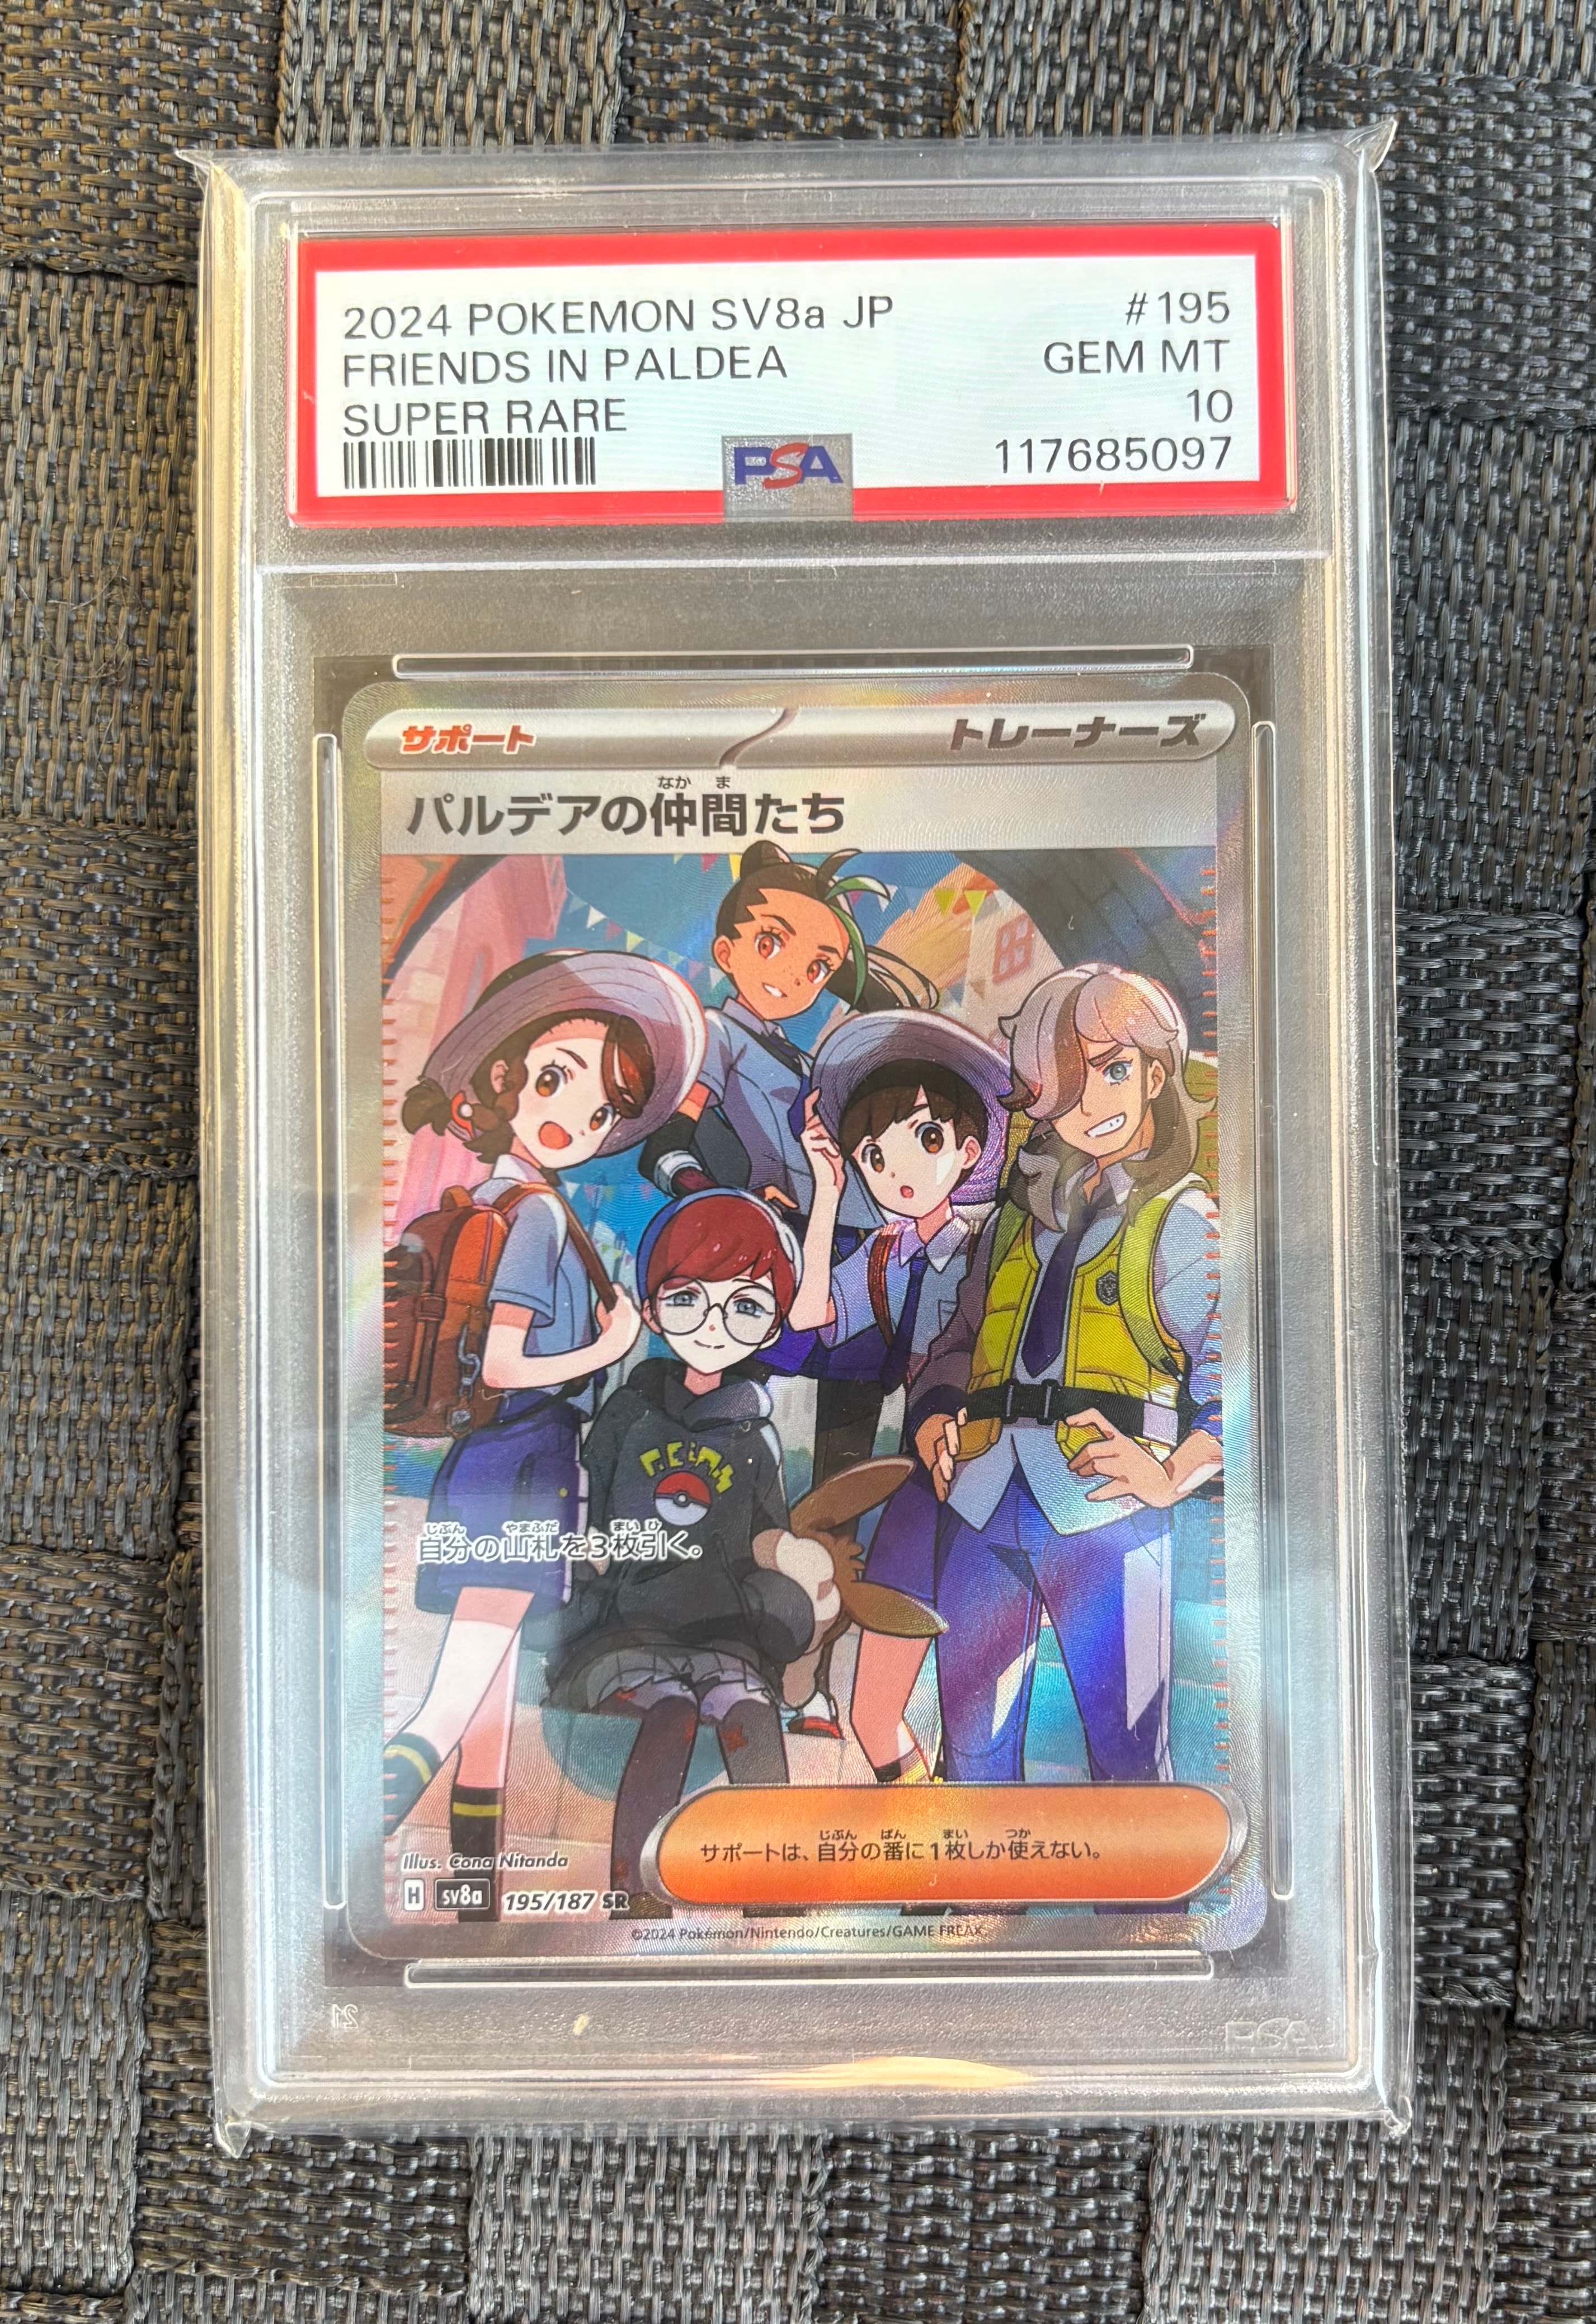 2024 POKEMON SV8a JP #195
FRIENDS IN PALDEA GEM MT
SUPER RARE 10
PSA 117685097
サポート トレーナーズ
なかま
パルデアの仲間たち
じぶん やまふだ まい ひ
自分の山札を3枚引く。
じぶん ばん まい つか
サポートは、自分の番に1枚しか使えない。
Illus. Cona Nitanda
H SV8a 195/187 SR
©2024 Pokémon/Nintendo/Creatures/GAME FREAK
PSA